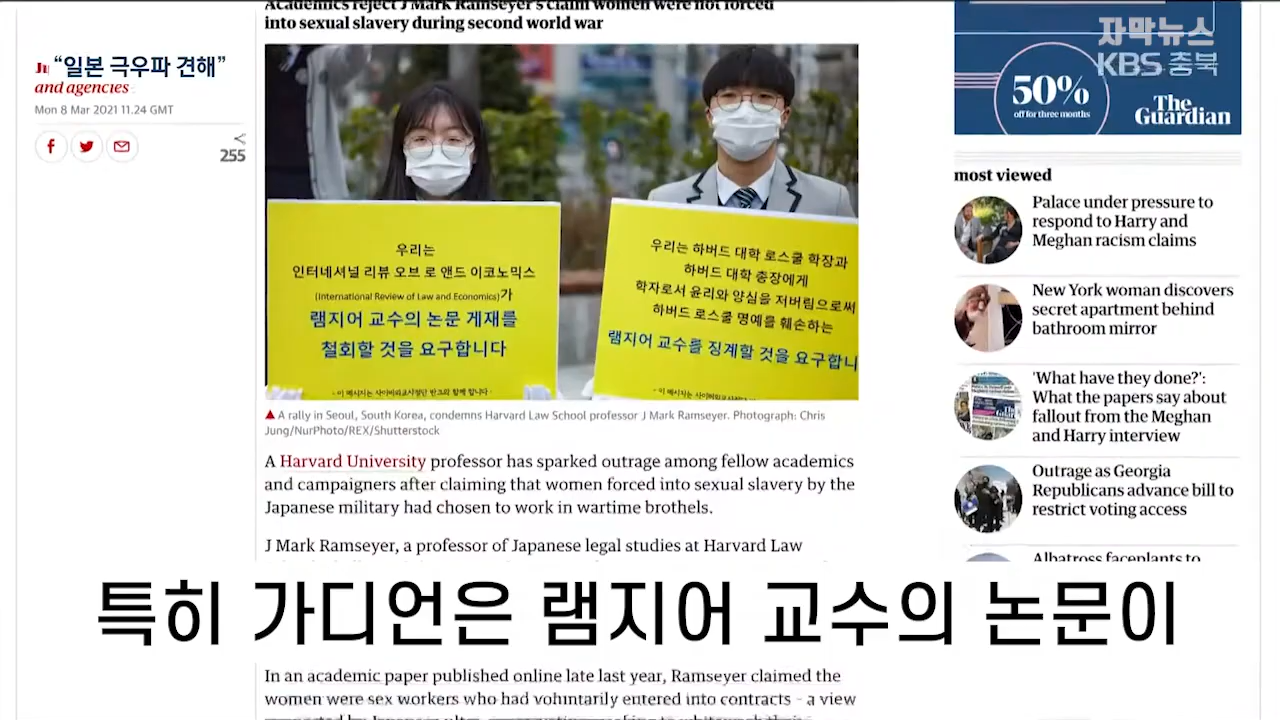 Academics reject J Mark Ramseyer's claim women were not forced
into sexual slavery during second world war
“일본 극우파 견해”
and agencies
Mon 8 Mar 2021 11.24 GMT
255
우리는
인터네셔널 리뷰 오브 로 앤드 이코노믹스
(International Review of Law and Economics)가
램지어 교수의 논문 게재를
철회할 것을 요구합니다
우리는 하버드 대학 로스쿨 학장과
하버드 대학 총장에게
학자로서 윤리와 양심을 저버림으로써
하버드 로스쿨 명예를 훼손하는
램지어 교수를 징계할 것을 요구합니
A rally in Seoul, South Korea, condemns Harvard Law School professor J Mark Ramseyer. Photograph: Chris
Jung/NurPhoto/REX/Shutterstock
A Harvard University professor has sparked outrage among fellow academics
and campaigners after claiming that women forced into sexual slavery by the
Japanese military had chosen to work in wartime brothels.
J Mark Ramseyer, a professor of Japanese legal studies at Harvard Law
특히 가디언은 램지어 교수의 논문이
In an academic paper published online late last year, Ramseyer claimed the
women were sex workers who had voluntarily entered into contracts - a view
자막뉴스
KBS 충북
50%
off for three months
The
Guardian
most viewed
Palace under pressure to
respond to Harry and
Meghan racism claims
New York woman discovers
secret apartment behind
bathroom mirror
'What have they done?':
What the papers say about
fallout from the Meghan
and Harry interview
Outrage as Georgia
Republicans advance bill to
restrict voting access
Albatross faceplants to